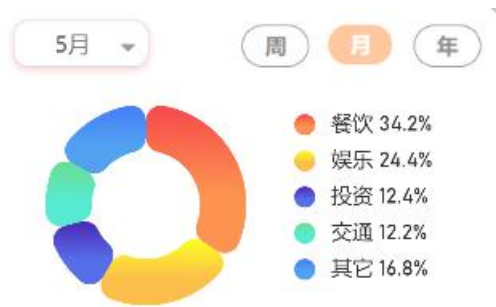 5月
周 月 年
餐饮 34.2%
娱乐 24.4%
投资 12.4%
交通 12.2%
其它 16.8%